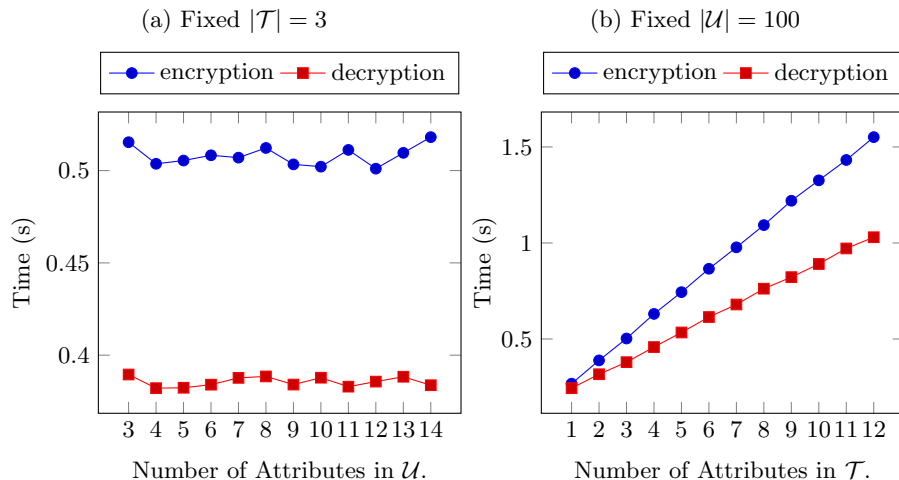 (a) Fixed |𝒯| = 3
encryption decryption
0.5
0.45
0.4
Time (s)
3 4 5 6 7 8 9 10 11 12 13 14
Number of Attributes in 𝒰.
(b) Fixed |𝒰| = 100
encryption decryption
1.5
1
0.5
Time (s)
1 2 3 4 5 6 7 8 9 10 11 12
Number of Attributes in 𝒯.